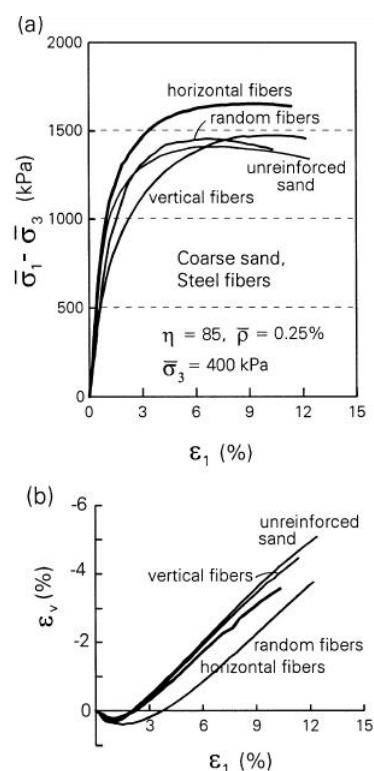 (a)
2000
horizontal fibers
random fibers
1500
unreinforced
sand
vertical fibers
σ̄₁ - σ̄₃ (kPa)
1000
Coarse sand,
Steel fibers
500
η = 85, ρ̄ = 0.25%
σ̄₃ = 400 kPa
0
0 3 6 9 12 15
ε₁ (%)
(b)
-6
unreinforced
sand
-4
vertical fibers
εᵥ (%)
-2
random fibers
horizontal fibers
0
0 3 6 9 12 15
ε₁ (%)